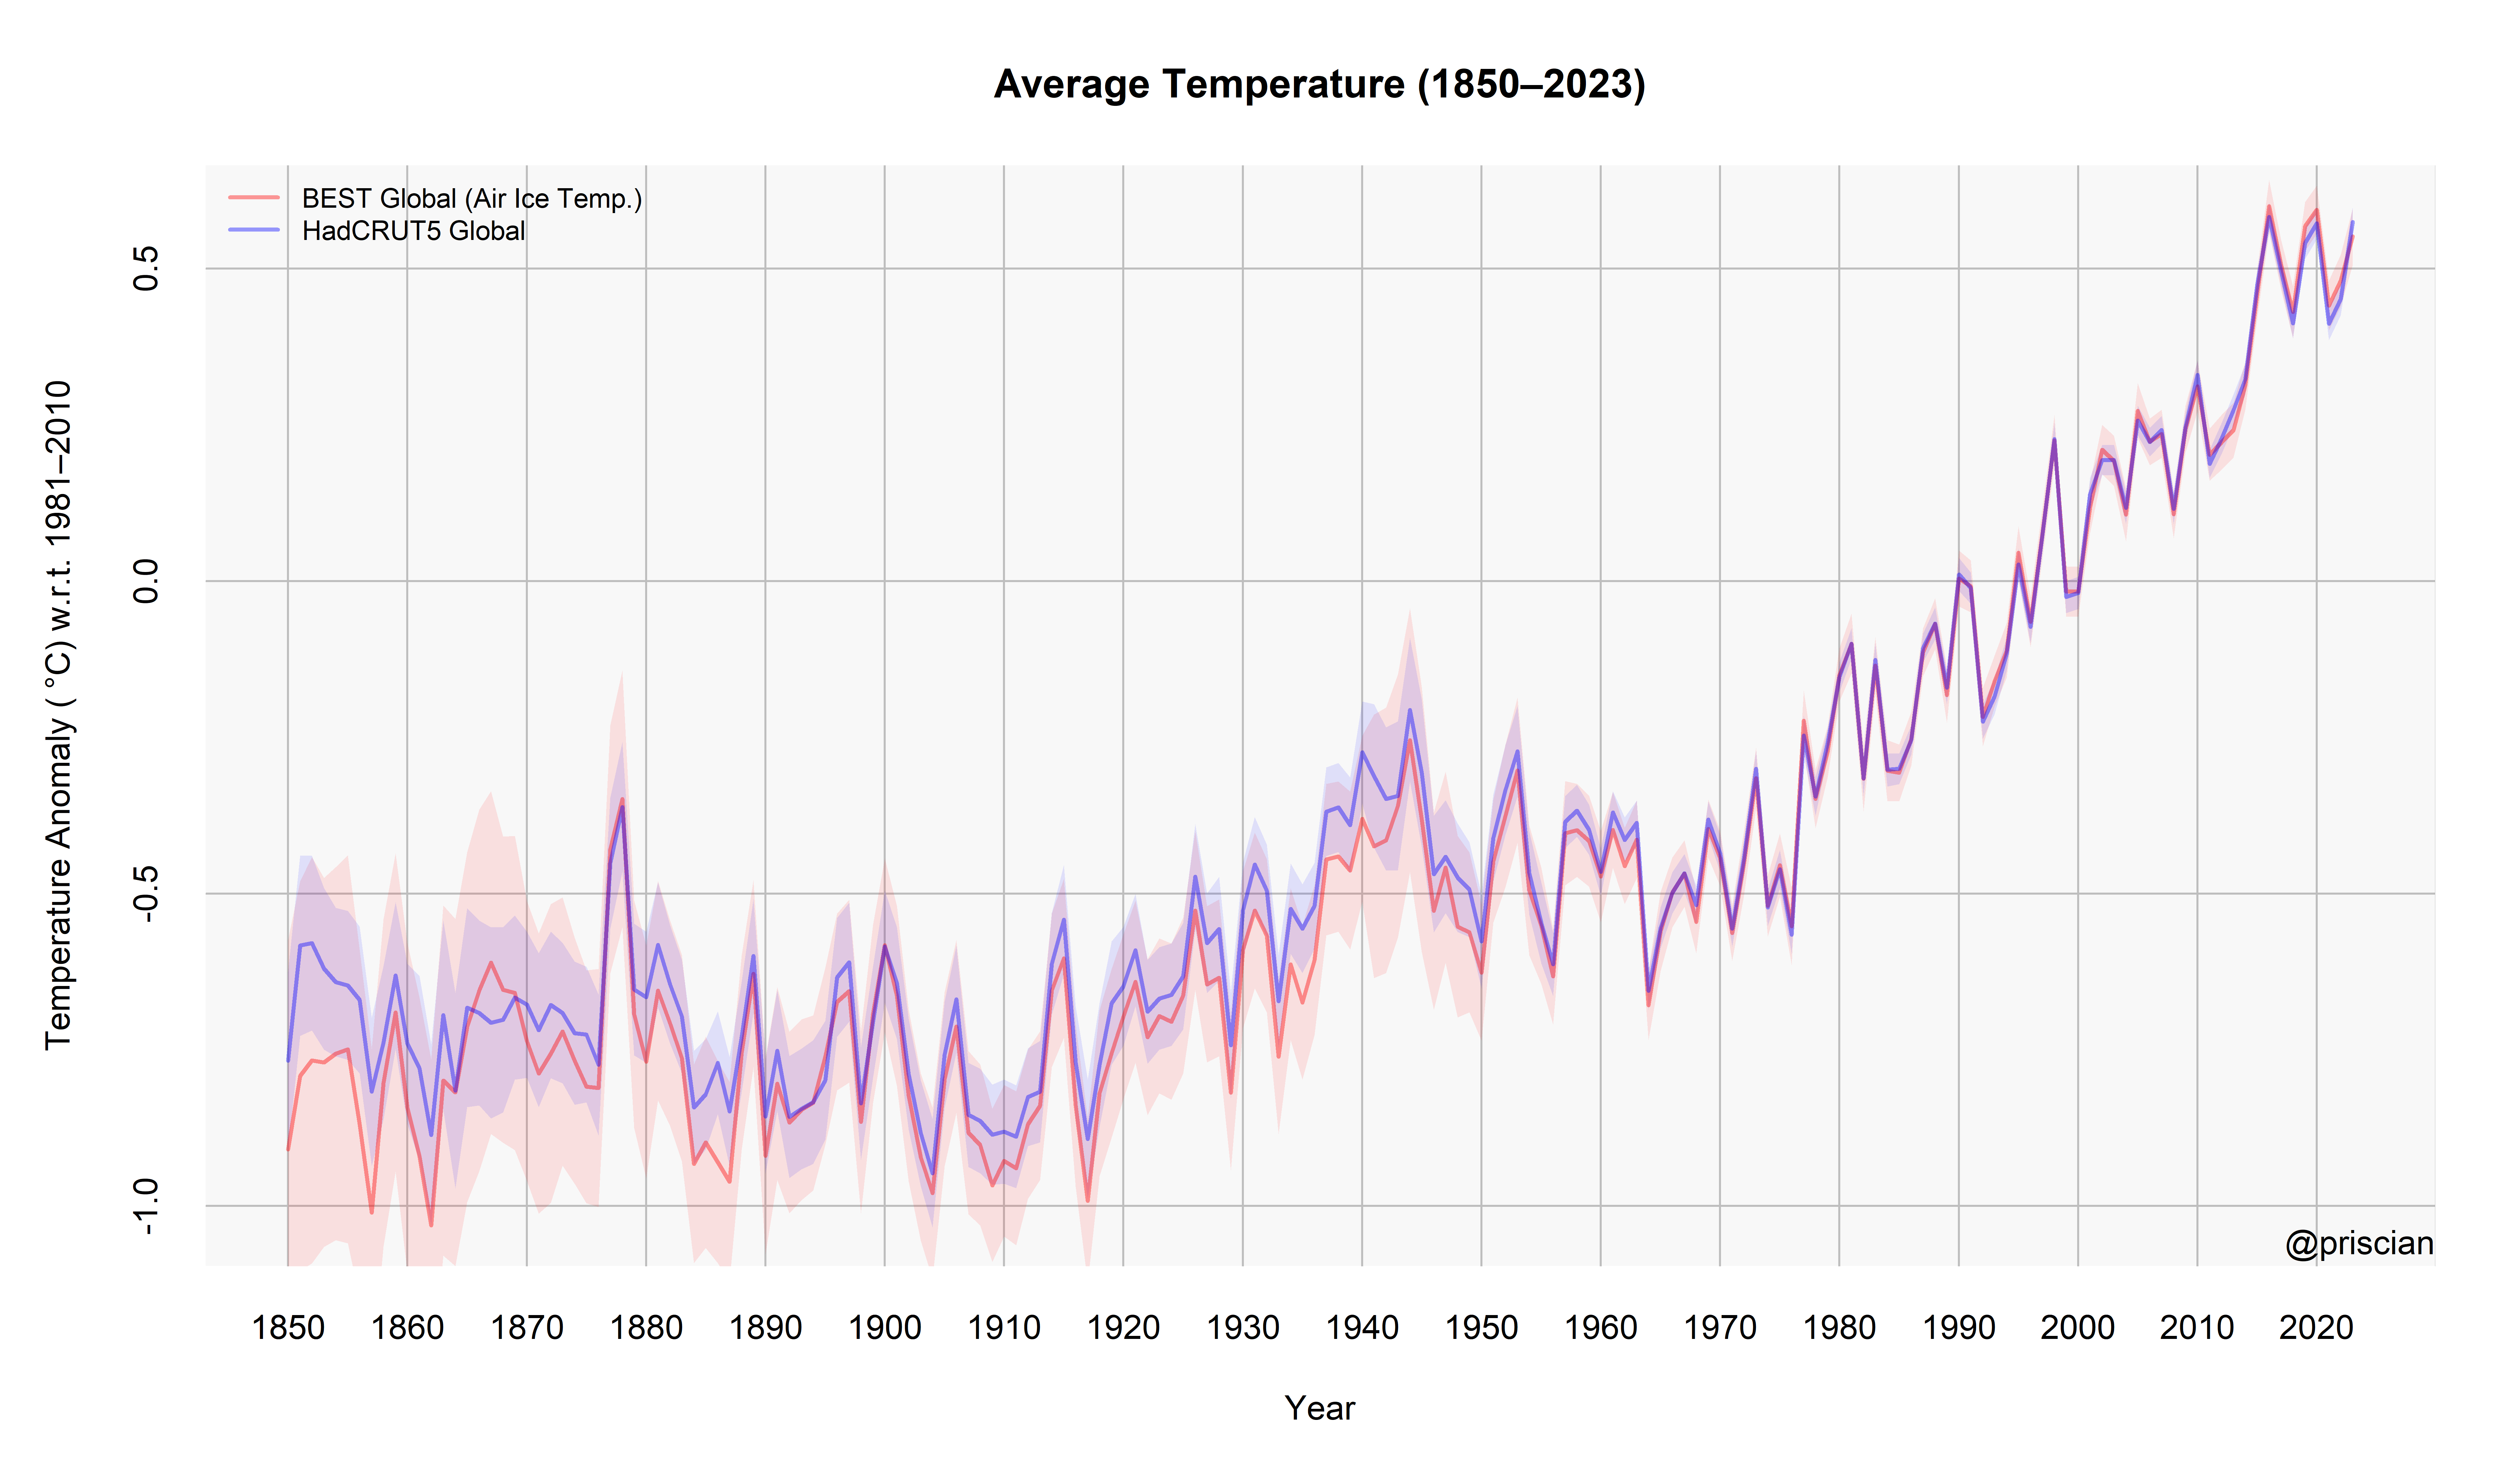 Average Temperature (1850–2023)
BEST Global (Air Ice Temp.)
HadCRUT5 Global
Temperature Anomaly ( °C) w.r.t. 1981–2010
0.5
0.0
-0.5
-1.0
@priscian
1850 1860 1870 1880 1890 1900 1910 1920 1930 1940 1950 1960 1970 1980 1990 2000 2010 2020
Year